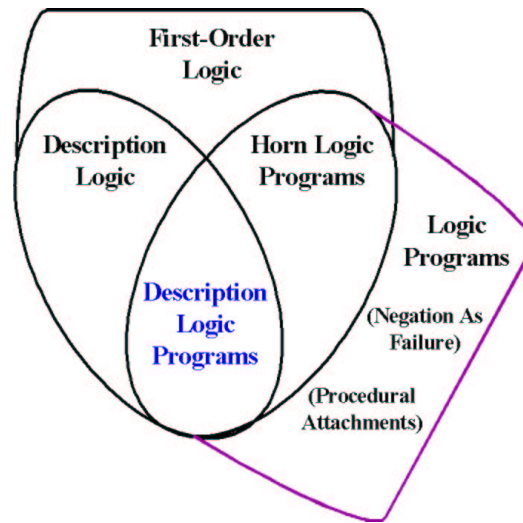 First-Order
Logic
Description
Logic
Horn Logic
Programs
Logic
Programs
Description
Logic
Programs
(Negation As
Failure)
(Procedural
Attachments)